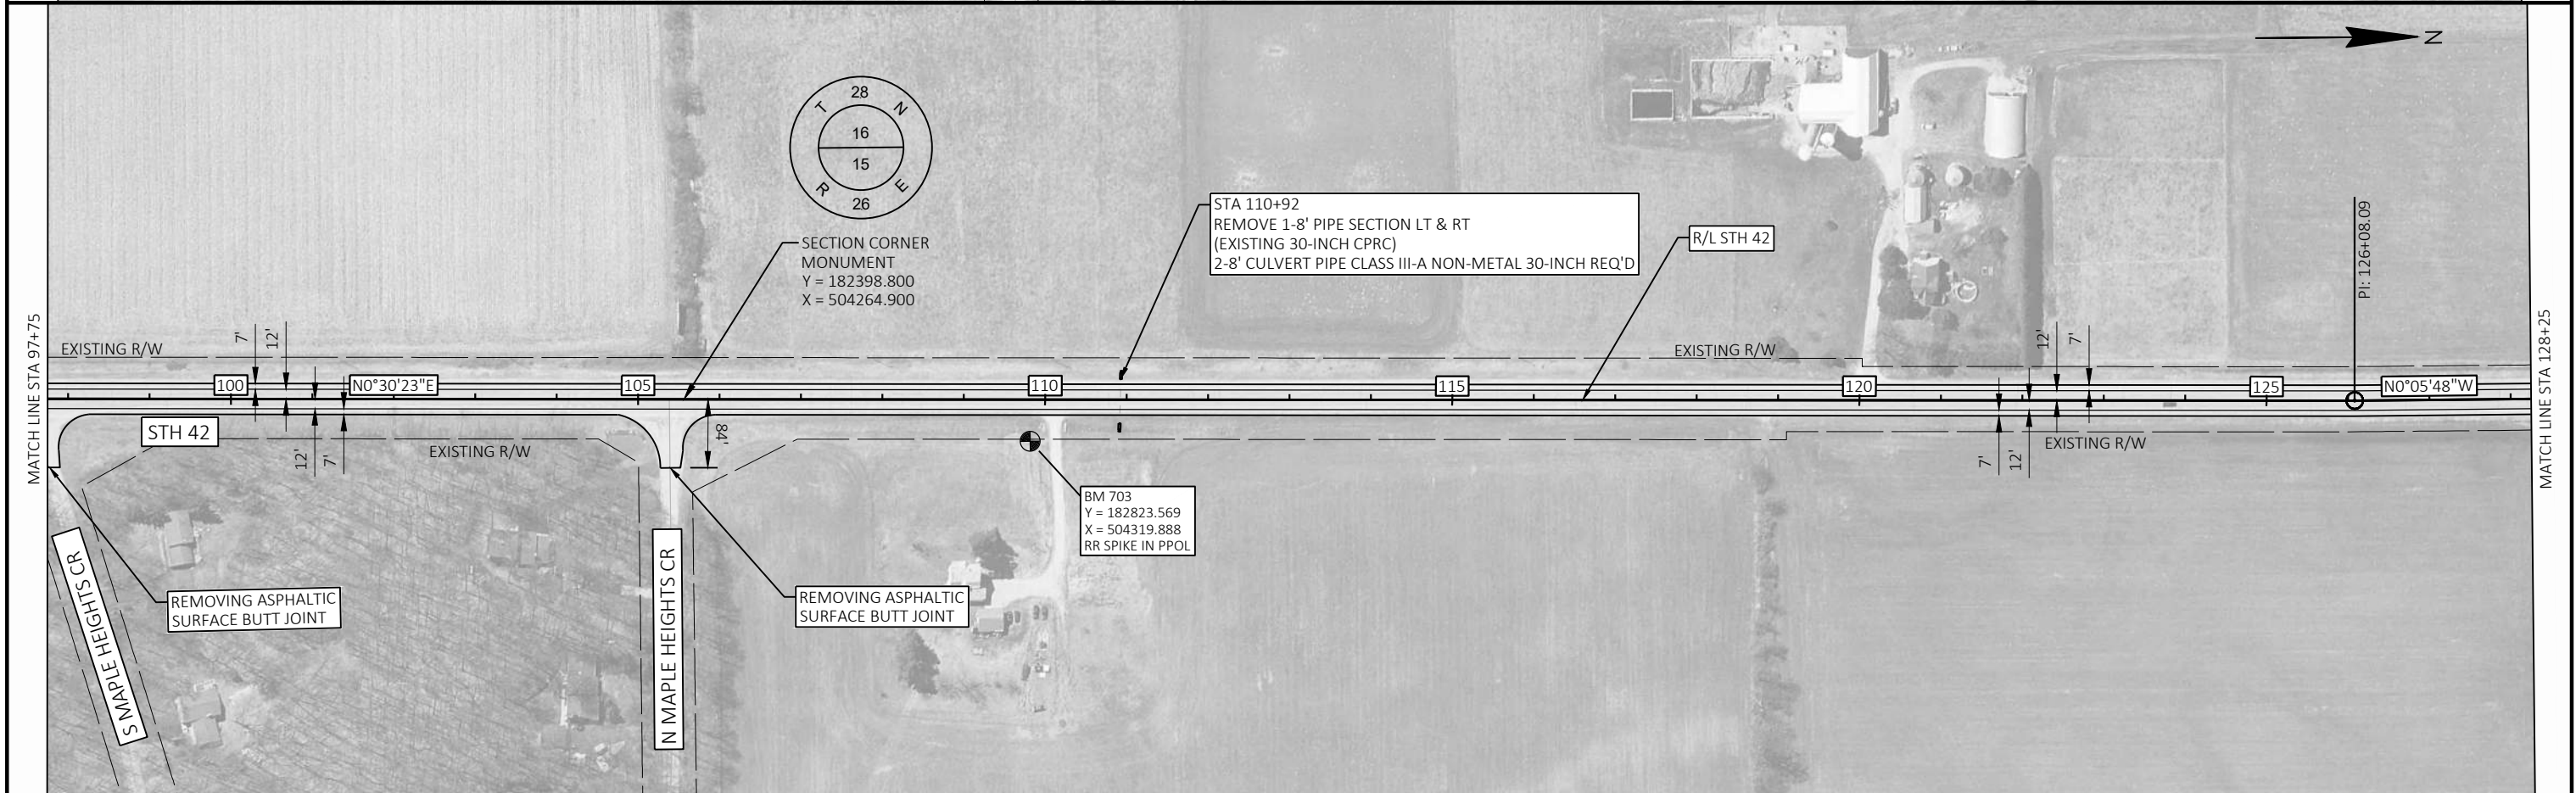 N
T 28 N
16
15
R 26 E
SECTION CORNER
MONUMENT
Y = 182398.800
X = 504264.900
STA 110+92
REMOVE 1-8' PIPE SECTION LT & RT
(EXISTING 30-INCH CPRC)
2-8' CULVERT PIPE CLASS III-A NON-METAL 30-INCH REQ'D
R/L STH 42
PI: 126+08.09
MATCH LINE STA 97+75
MATCH LINE STA 128+25
EXISTING R/W
7'
12'
EXISTING R/W
12'
7'
100
N0°30'23"E
105
110
115
120
125
N0°05'48"W
STH 42
12'
7'
EXISTING R/W
84'
7'
12'
EXISTING R/W
BM 703
Y = 182823.569
X = 504319.888
RR SPIKE IN PPOL
S MAPLE HEIGHTS CR
REMOVING ASPHALTIC
SURFACE BUTT JOINT
N MAPLE HEIGHTS CR
REMOVING ASPHALTIC
SURFACE BUTT JOINT